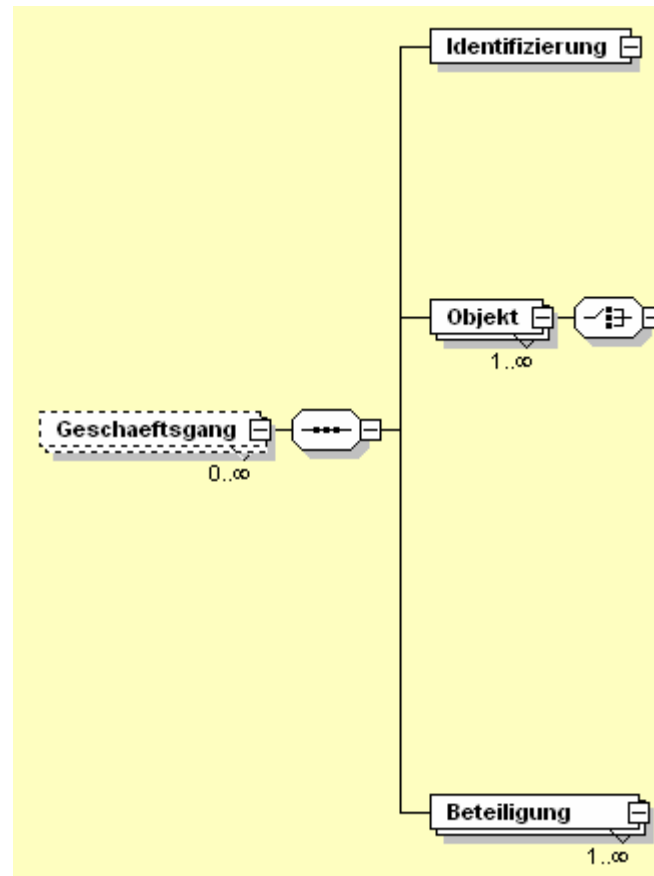 Identifizierung
Objekt
1..∞
Geschaeftsgang
0..∞
Beteiligung
1..∞